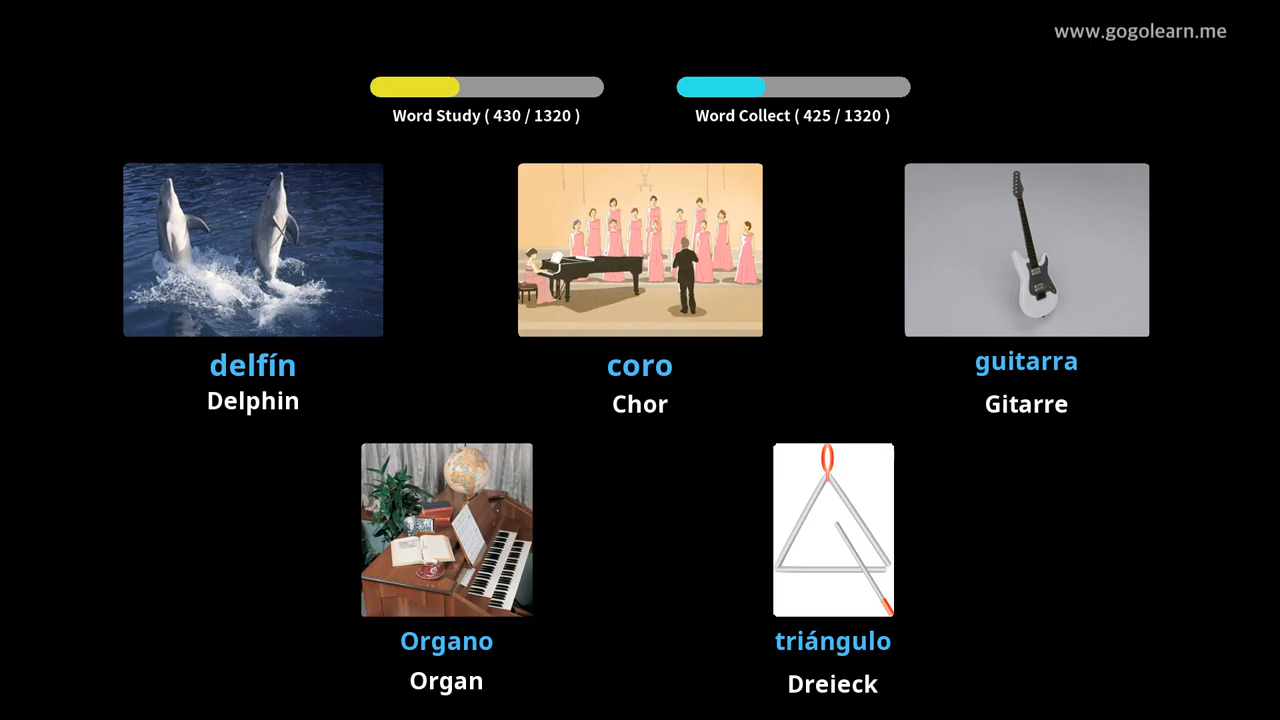 www.gogolearn.me
Word Study ( 430 / 1320 )
Word Collect ( 425 / 1320 )
delfín
Delphin
coro
Chor
guitarra
Gitarre
Organo
Organ
triángulo
Dreieck